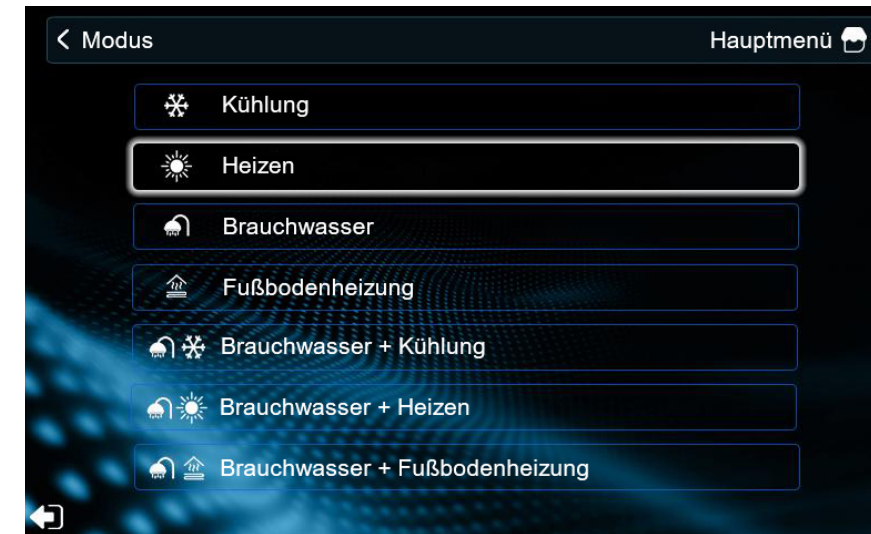 Modus
Hauptmenü
Kühlung
Heizen
Brauchwasser
Fußbodenheizung
Brauchwasser + Kühlung
Brauchwasser + Heizen
Brauchwasser + Fußbodenheizung